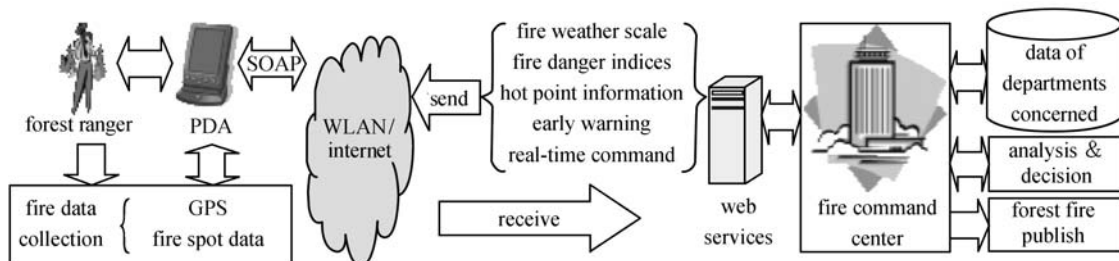 forest ranger
PDA
SOAP
fire data
collection
GPS
fire spot data
WLAN/
internet
send
fire weather scale
fire danger indices
hot point information
early warning
real-time command
receive
web
services
fire command
center
data of
departments
concerned
analysis &
decision
forest fire
publish